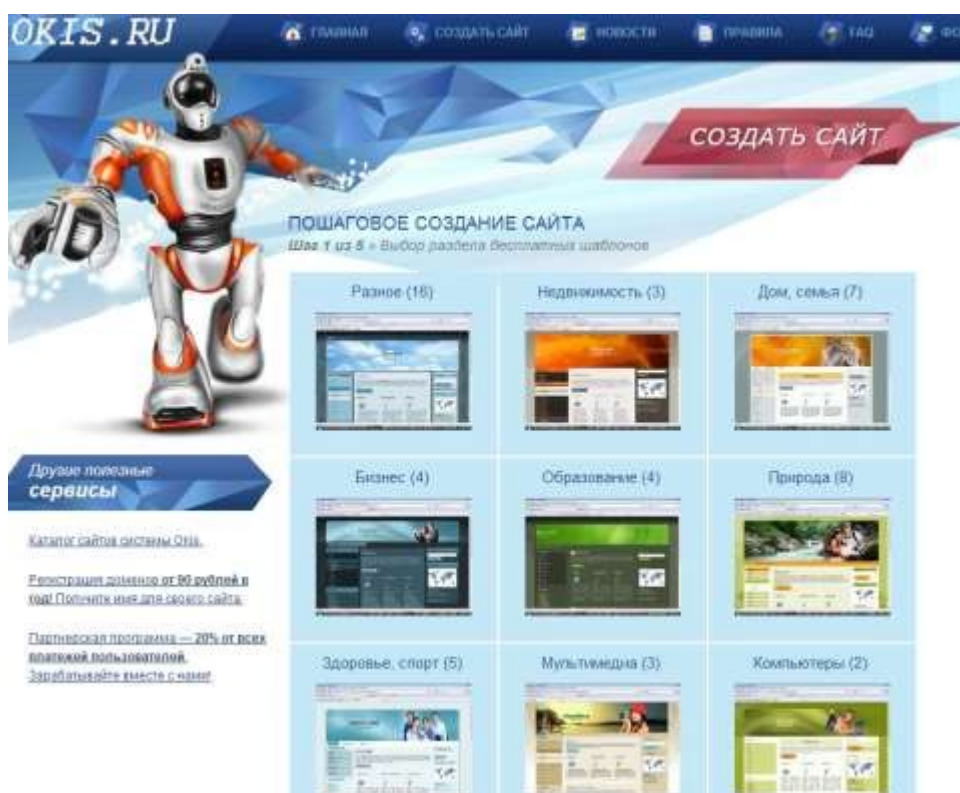 OKIS.RU
ГЛАВНАЯ
СОЗДАТЬ САЙТ
НОВОСТИ
ПРАВИЛА
FAQ
ФО
СОЗДАТЬ САЙТ
ПОШАГОВОЕ СОЗДАНИЕ САЙТА
Шаг 1 из 5 » Выбор раздела бесплатных шаблонов
Разное (16)
Недвижимость (3)
Дом, семья (7)
Бизнес (4)
Образование (4)
Природа (8)
Здоровье, спорт (5)
Мультимедиа (3)
Компьютеры (2)
Другие полезные
сервисы
Каталог сайтов системы Okis.
Регистрация доменов от 90 рублей в
год! Получите имя для своего сайта.
Партнерская программа — 20% от всех
платежей пользователей.
Зарабатывайте вместе с нами!